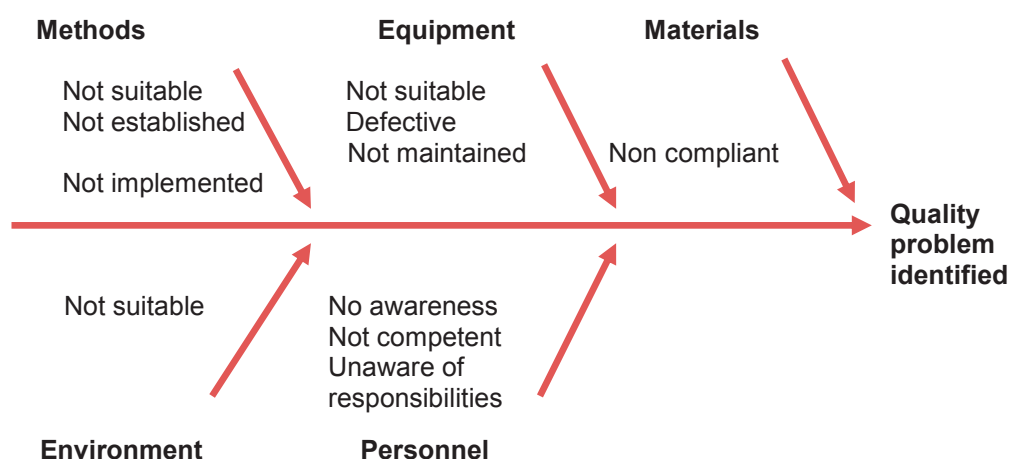 Methods
Equipment
Materials
Not suitable
Not established
Not implemented
Not suitable
Defective
Not maintained
Non compliant
Quality
problem
identified
Not suitable
No awareness
Not competent
Unaware of
responsibilities
Environment
Personnel